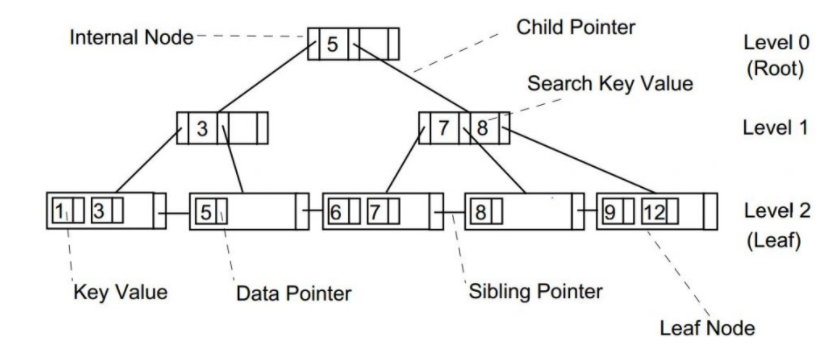 Internal Node
5
Child Pointer
Level 0
(Root)
Search Key Value
3
7 8
Level 1
1 3
5
6 7
8
9 12
Level 2
(Leaf)
Key Value
Data Pointer
Sibling Pointer
Leaf Node